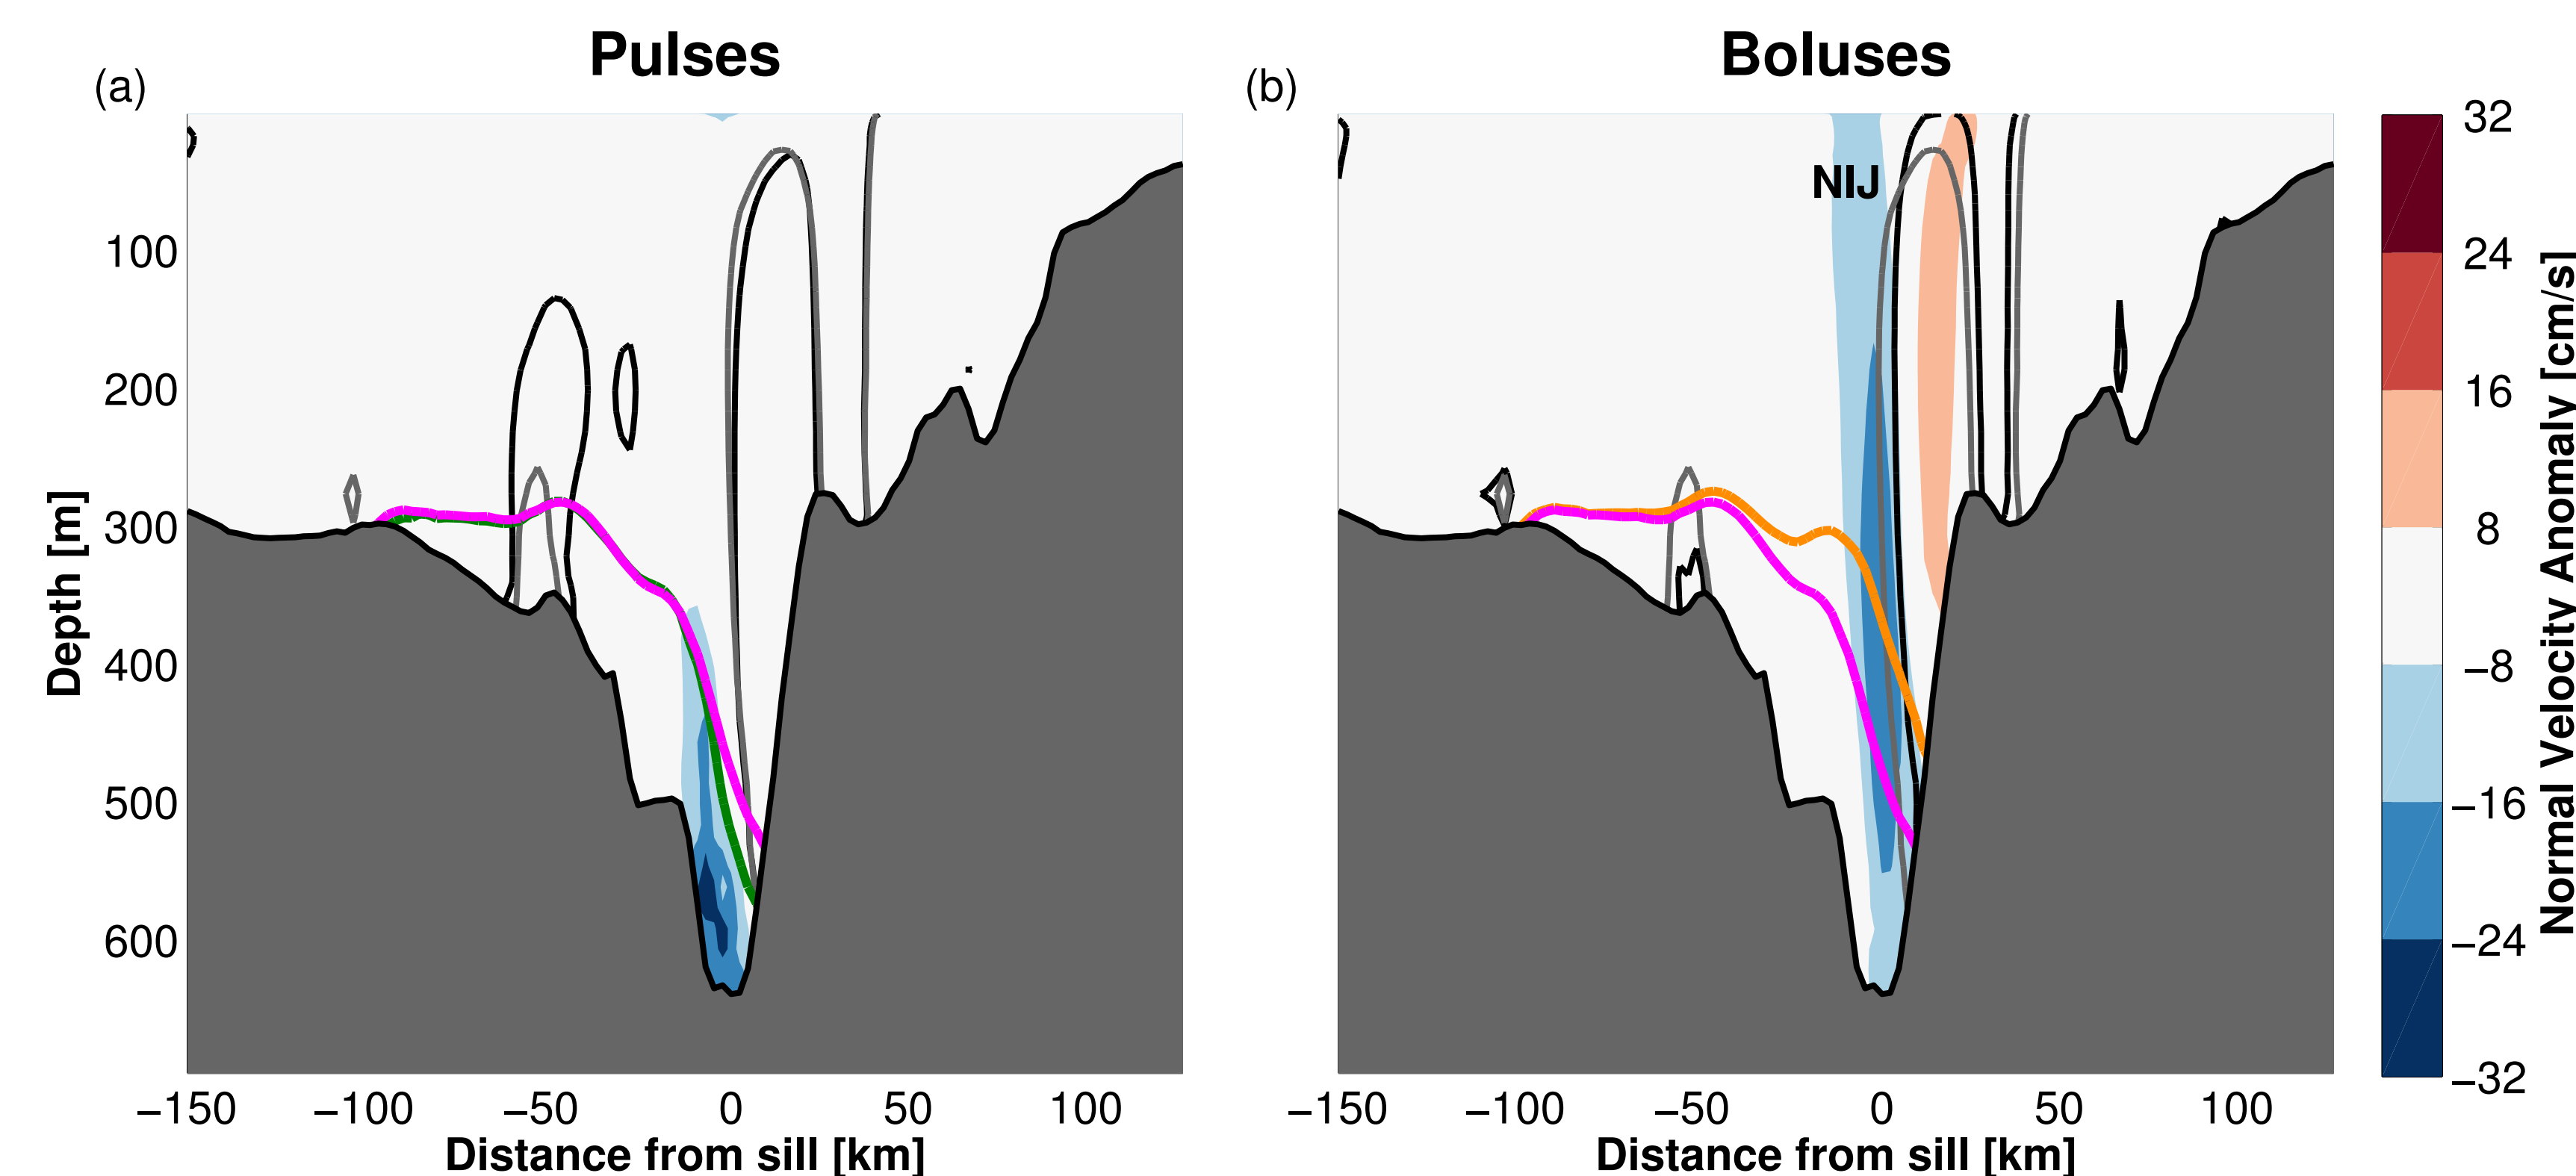 Pulses
Boluses
(a)
(b)
NIJ
100
200
300
400
500
600
Depth [m]
−150
−100
−50
0
50
100
Distance from sill [km]
−150
−100
−50
0
50
100
Distance from sill [km]
32
24
16
8
−8
−16
−24
−32
Normal Velocity Anomaly [cm/s]